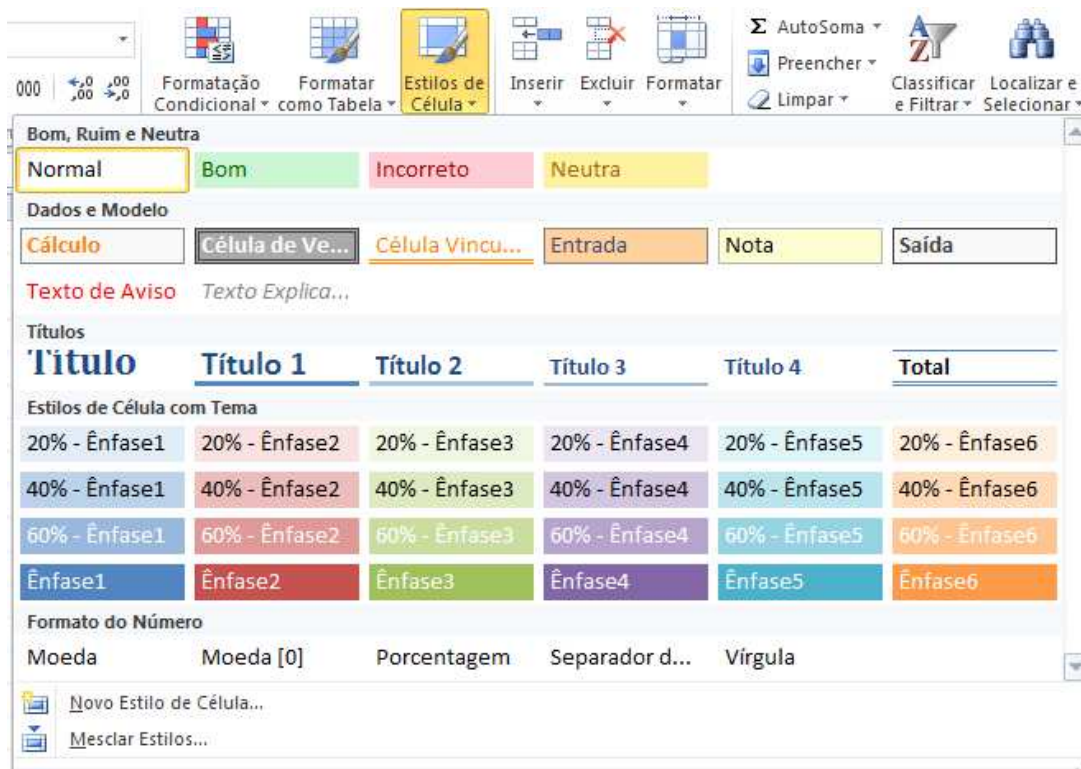 Σ AutoSoma
Preencher
Limpar
000 ,00 ,00
Formatação Condicional
Formatar como Tabela
Estilos de Célula
Inserir Excluir Formatar
Classificar e Filtrar
Localizar e Selecionar
Bom, Ruim e Neutra
Normal Bom Incorreto Neutra
Dados e Modelo
Cálculo Célula de Ve... Célula Vincu... Entrada Nota Saída
Texto de Aviso Texto Explica...
Títulos
Título Título 1 Título 2 Título 3 Título 4 Total
Estilos de Célula com Tema
20% - Ênfase1 20% - Ênfase2 20% - Ênfase3 20% - Ênfase4 20% - Ênfase5 20% - Ênfase6
40% - Ênfase1 40% - Ênfase2 40% - Ênfase3 40% - Ênfase4 40% - Ênfase5 40% - Ênfase6
60% - Ênfase1 60% - Ênfase2 60% - Ênfase3 60% - Ênfase4 60% - Ênfase5 60% - Ênfase6
Ênfase1 Ênfase2 Ênfase3 Ênfase4 Ênfase5 Ênfase6
Formato do Número
Moeda Moeda [0] Porcentagem Separador d... Vírgula
Novo Estilo de Célula...
Mesclar Estilos...